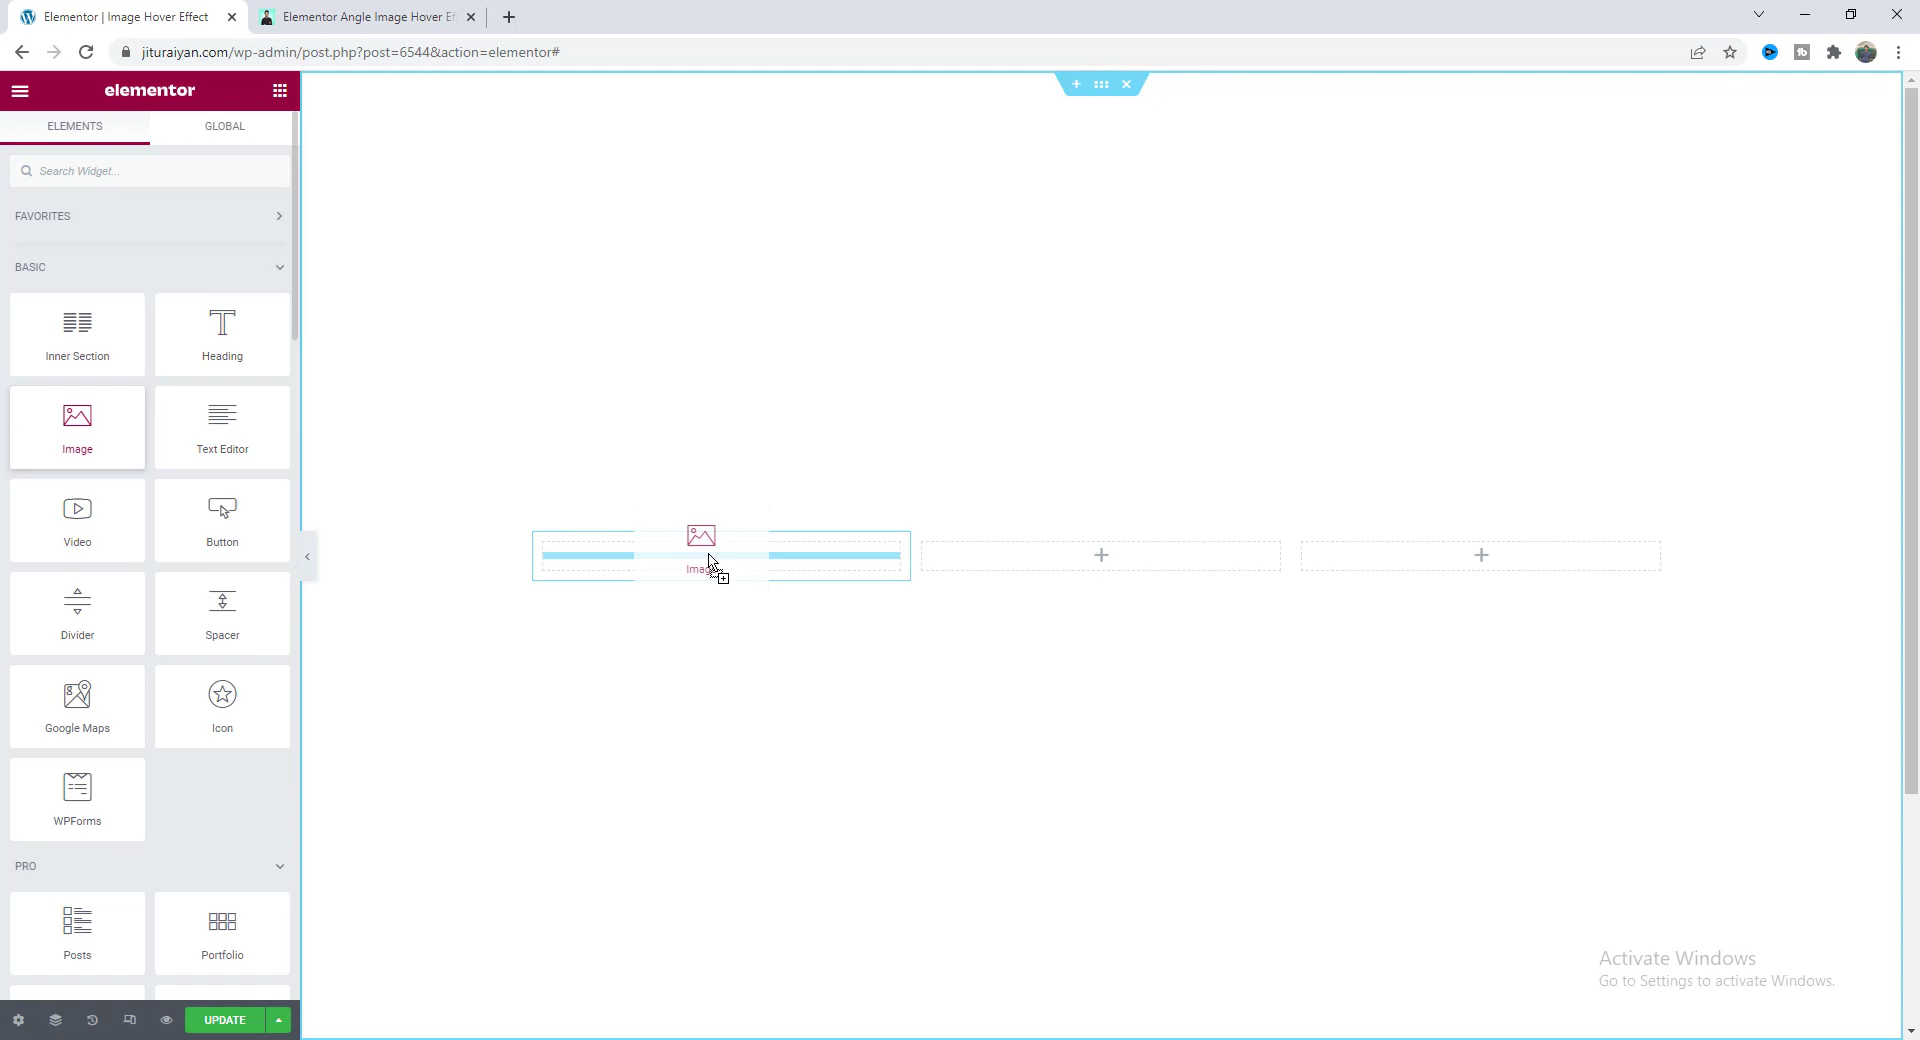 Elementor | Image Hover Effect
Elementor Angle Image Hover Ef
jituraiyan.com/wp-admin/post.php?post=6544&action=elementor#
elementor
ELEMENTS
GLOBAL
Search Widget...
FAVORITES
BASIC
Inner Section
Heading
Image
Text Editor
Video
Button
Divider
Spacer
Google Maps
Icon
WPForms
PRO
Posts
Portfolio
UPDATE
Image
Activate Windows
Go to Settings to activate Windows.